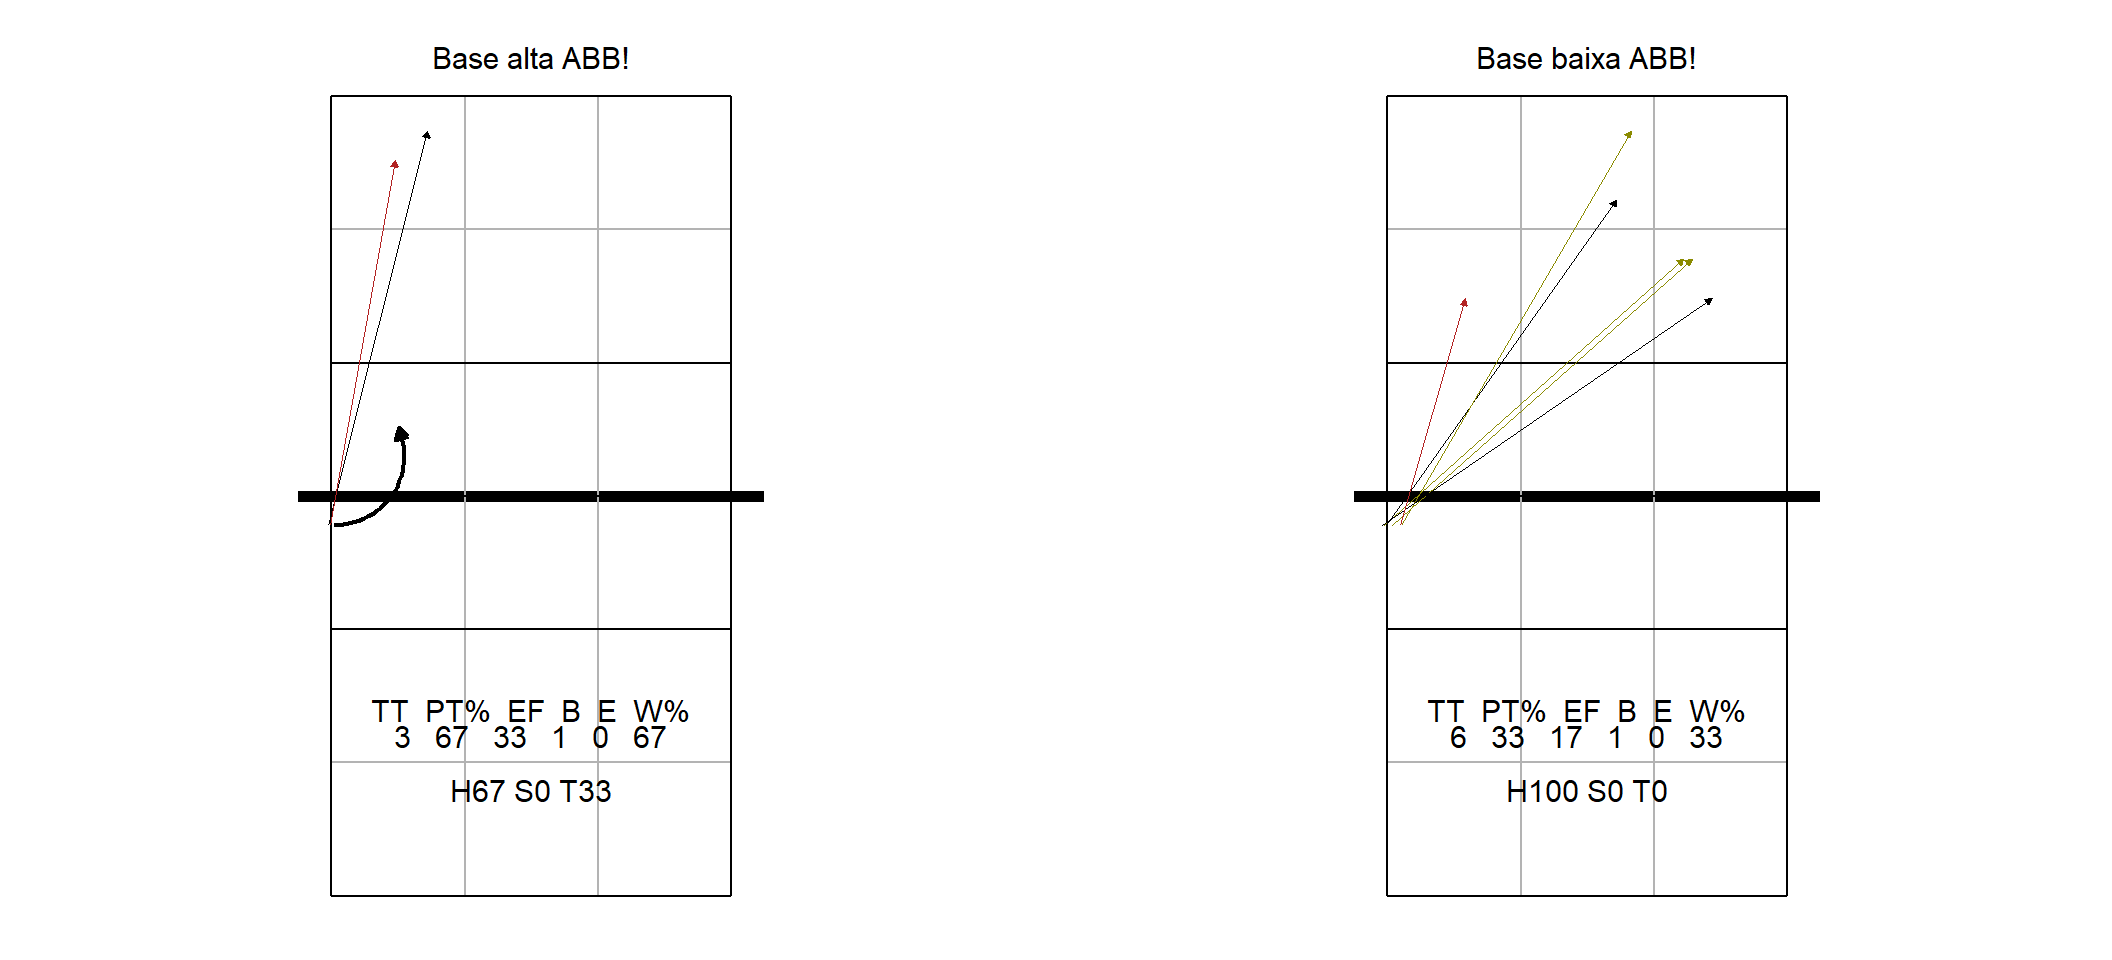 Base alta ABB!
TT PT% EF B E W%
3 67 33 1 0 67
H67 S0 T33
Base baixa ABB!
TT PT% EF B E W%
6 33 17 1 0 33
H100 S0 T0